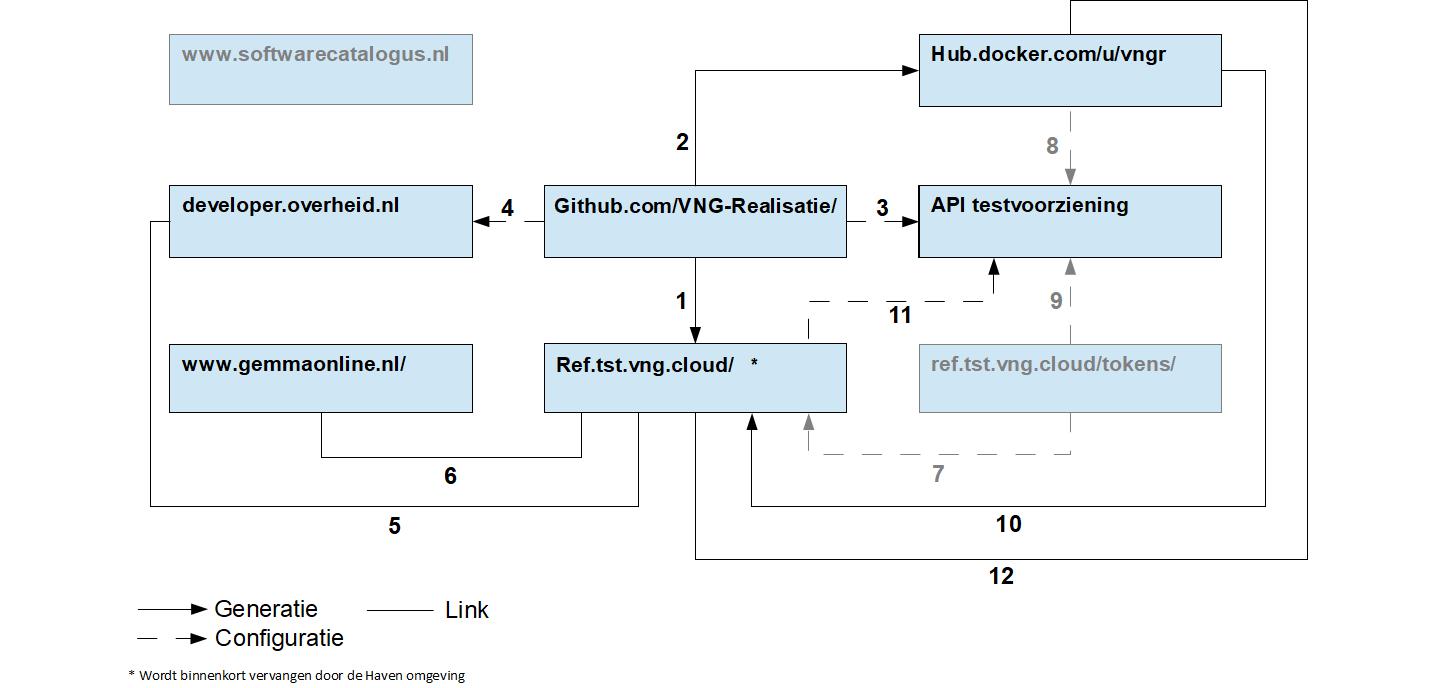 www.softwarecatalogus.nl
Hub.docker.com/u/vngr
2
8
developer.overheid.nl
4
Github.com/VNG-Realisatie/
3
API testvoorziening
1
11
9
www.gemmaonline.nl/
Ref.tst.vng.cloud/ *
ref.tst.vng.cloud/tokens/
6
7
5
10
12
Generatie
Link
Configuratie
* Wordt binnenkort vervangen door de Haven omgeving